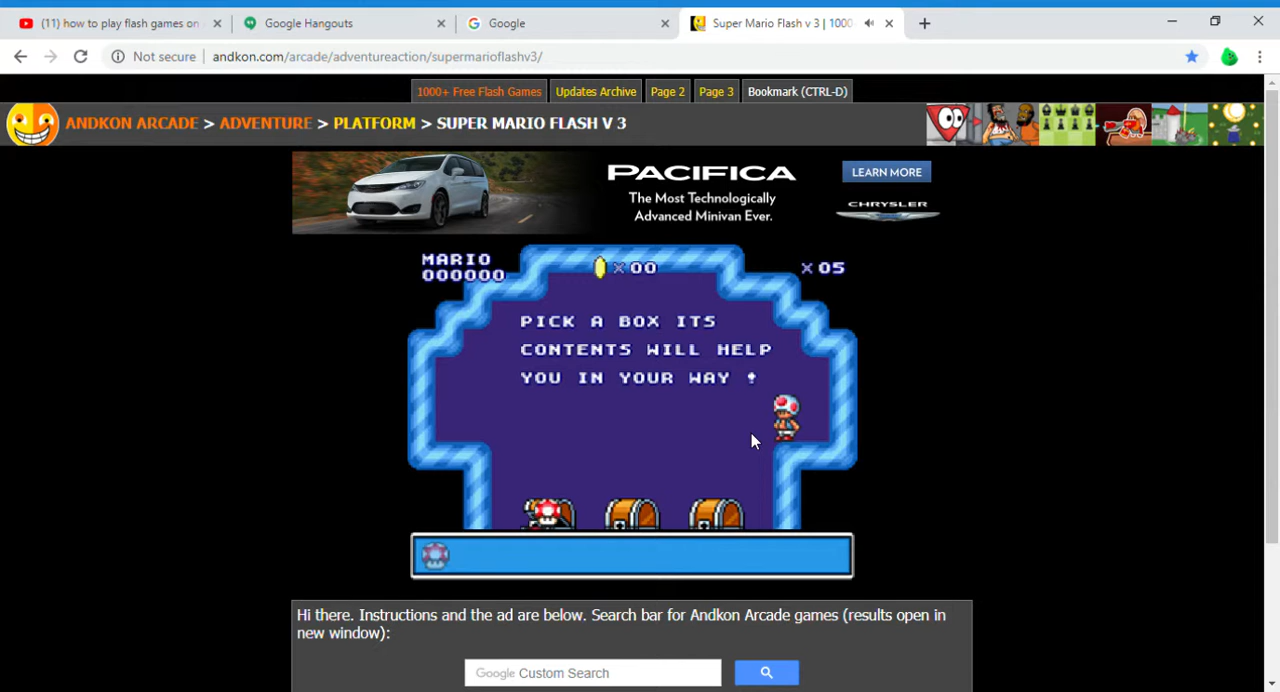 (11) how to play flash games on
Google Hangouts
Google
Super Mario Flash v 3 | 1000
Not secure | andkon.com/arcade/adventureaction/supermarioflashv3/
1000+ Free Flash Games
Updates Archive
Page 2
Page 3
Bookmark (CTRL-D)
ANDKON ARCADE > ADVENTURE > PLATFORM > SUPER MARIO FLASH V 3
PACIFICA
The Most Technologically
Advanced Minivan Ever.
LEARN MORE
CHRYSLER
MARIO
000000
×00
×05
PICK A BOX ITS
CONTENTS WILL HELP
YOU IN YOUR WAY !
Hi there. Instructions and the ad are below. Search bar for Andkon Arcade games (results open in
new window):
Google Custom Search